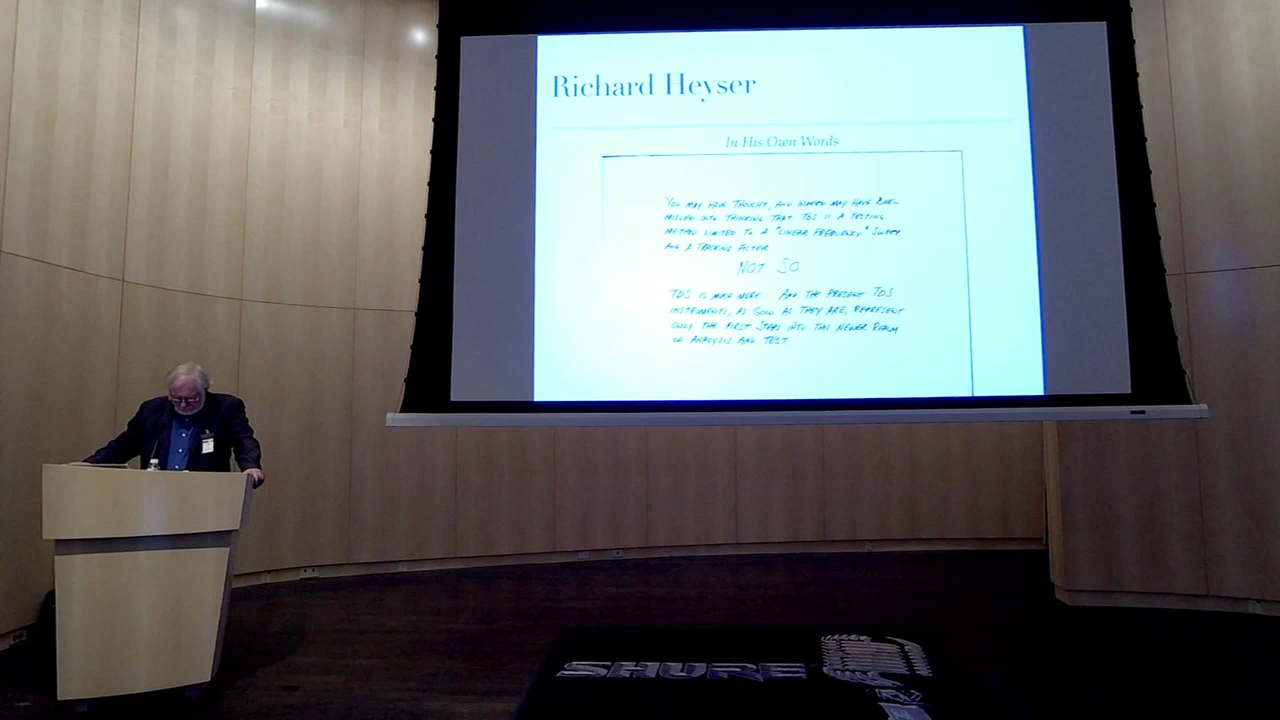 Richard Heyser
In His Own Words
YOU MAY HAVE THOUGHT, AND INDEED MAY HAVE BEEN
MISLED INTO THINKING THAT TDS IS A TESTING
METHOD LIMITED TO A "LINEAR FREQUENCY" SWEEP
AND A TRACKING FILTER
NOT SO
TDS IS MUCH MORE. AND THE PRESENT TDS
INSTRUMENTS, AS GOOD AS THEY ARE, REPRESENT
ONLY THE FIRST STEPS INTO THIS NEWER REALM
OF ANALYSIS AND TEST.
SHURE